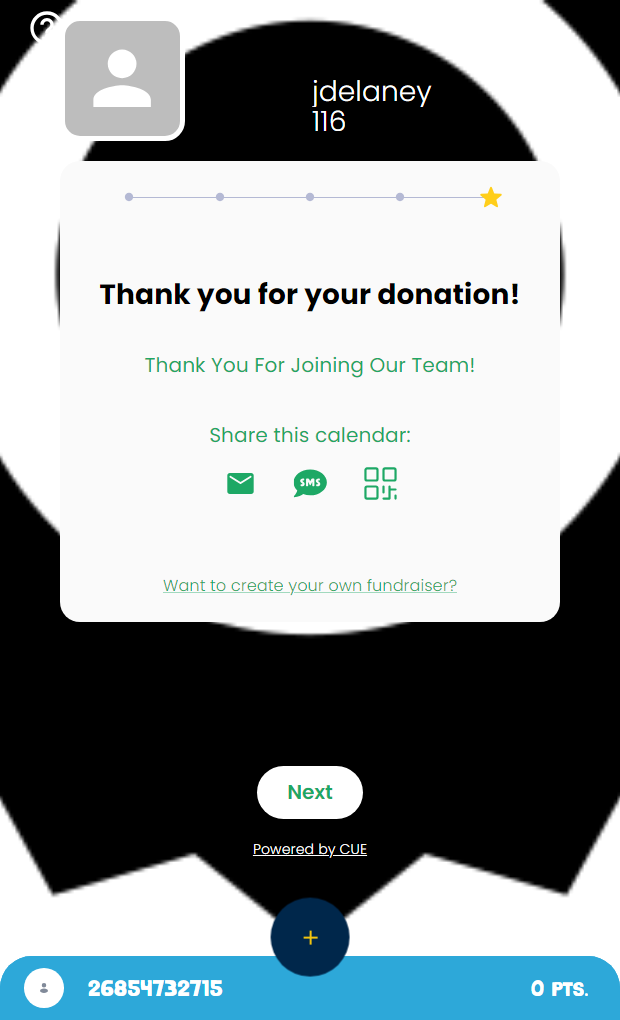 jdelaney
116
Thank you for your donation!
Thank You For Joining Our Team!
Share this calendar:
SMS
Want to create your own fundraiser?
Next
Powered by CUE
+
26854732715
0 PTS.